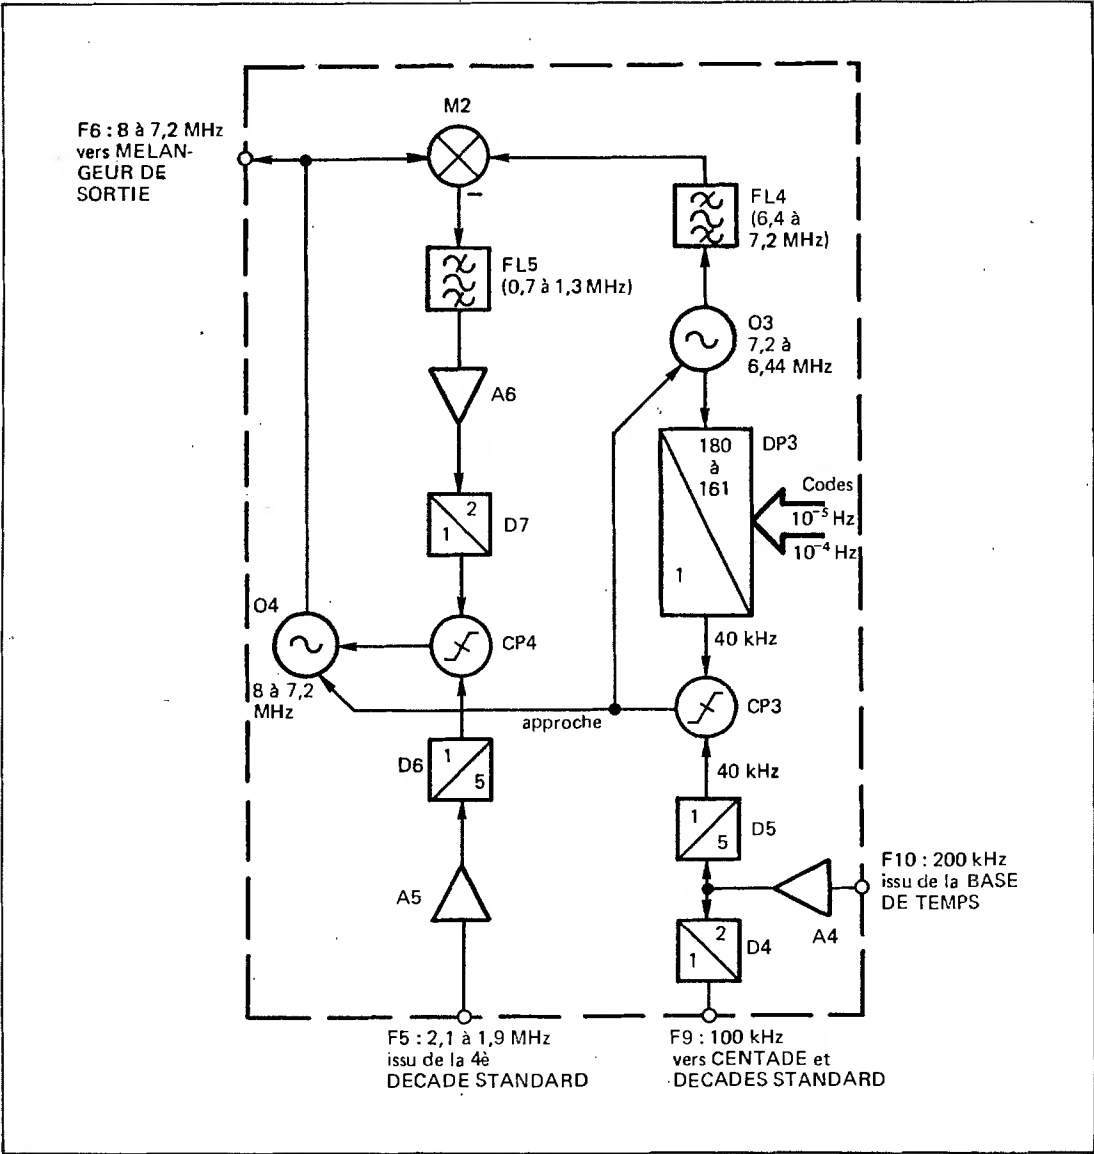 M2
F6 : 8 à 7,2 MHz
vers MELAN-
GEUR DE
SORTIE
–
FL4
(6,4 à
7,2 MHz)
FL5
(0,7 à 1,3 MHz)
O3
7,2 à
6,44 MHz
A6
180
à
161
1
DP3
Codes
10⁻⁵ Hz
10⁻⁴ Hz
2
1
D7
O4
8 à 7,2
MHz
CP4
40 kHz
CP3
approche
1
5
D6
40 kHz
1
5
D5
A5
F10 : 200 kHz
issu de la BASE
DE TEMPS
A4
2
1
D4
F5 : 2,1 à 1,9 MHz
issu de la 4è
DECADE STANDARD
F9 : 100 kHz
vers CENTADE et
DECADES STANDARD